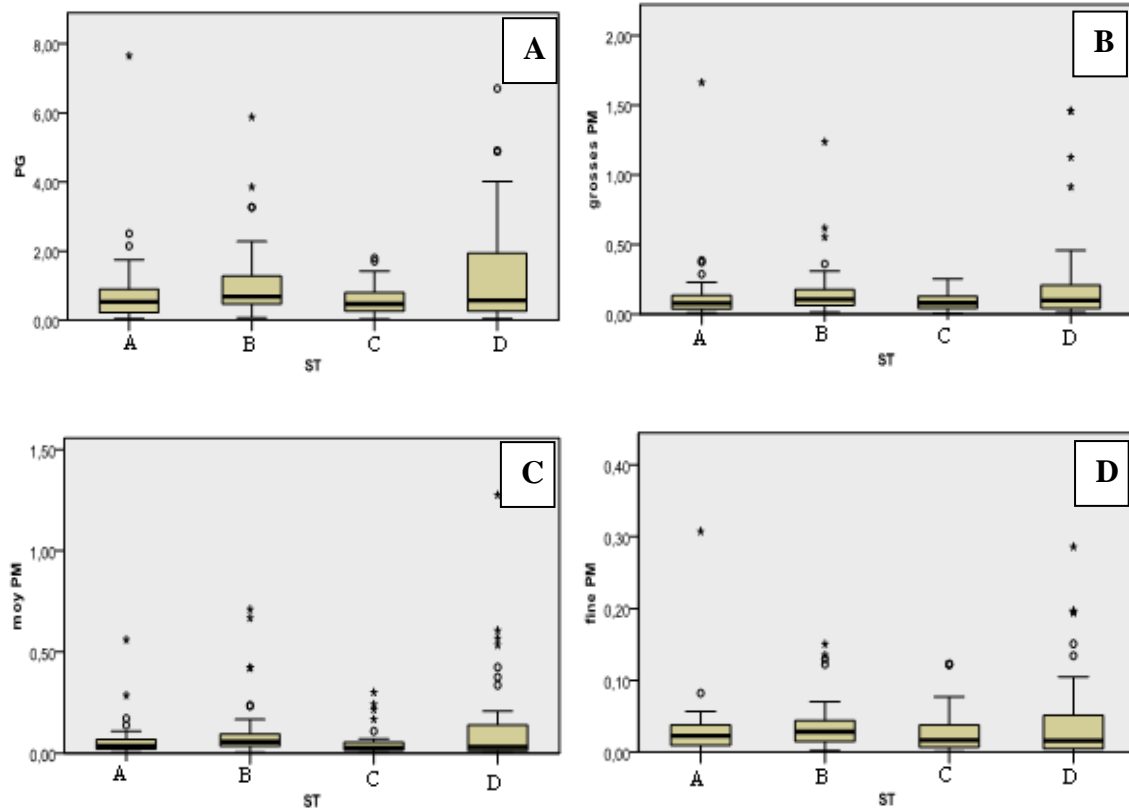 A
PG
8,00
6,00
4,00
2,00
0,00
A B C D
ST
B
grosses PM
2,00
1,50
1,00
0,50
0,00
A B C D
ST
C
moy PM
1,50
1,00
0,50
0,00
A B C D
ST
D
fine PM
0,40
0,30
0,20
0,10
0,00
A B C D
ST